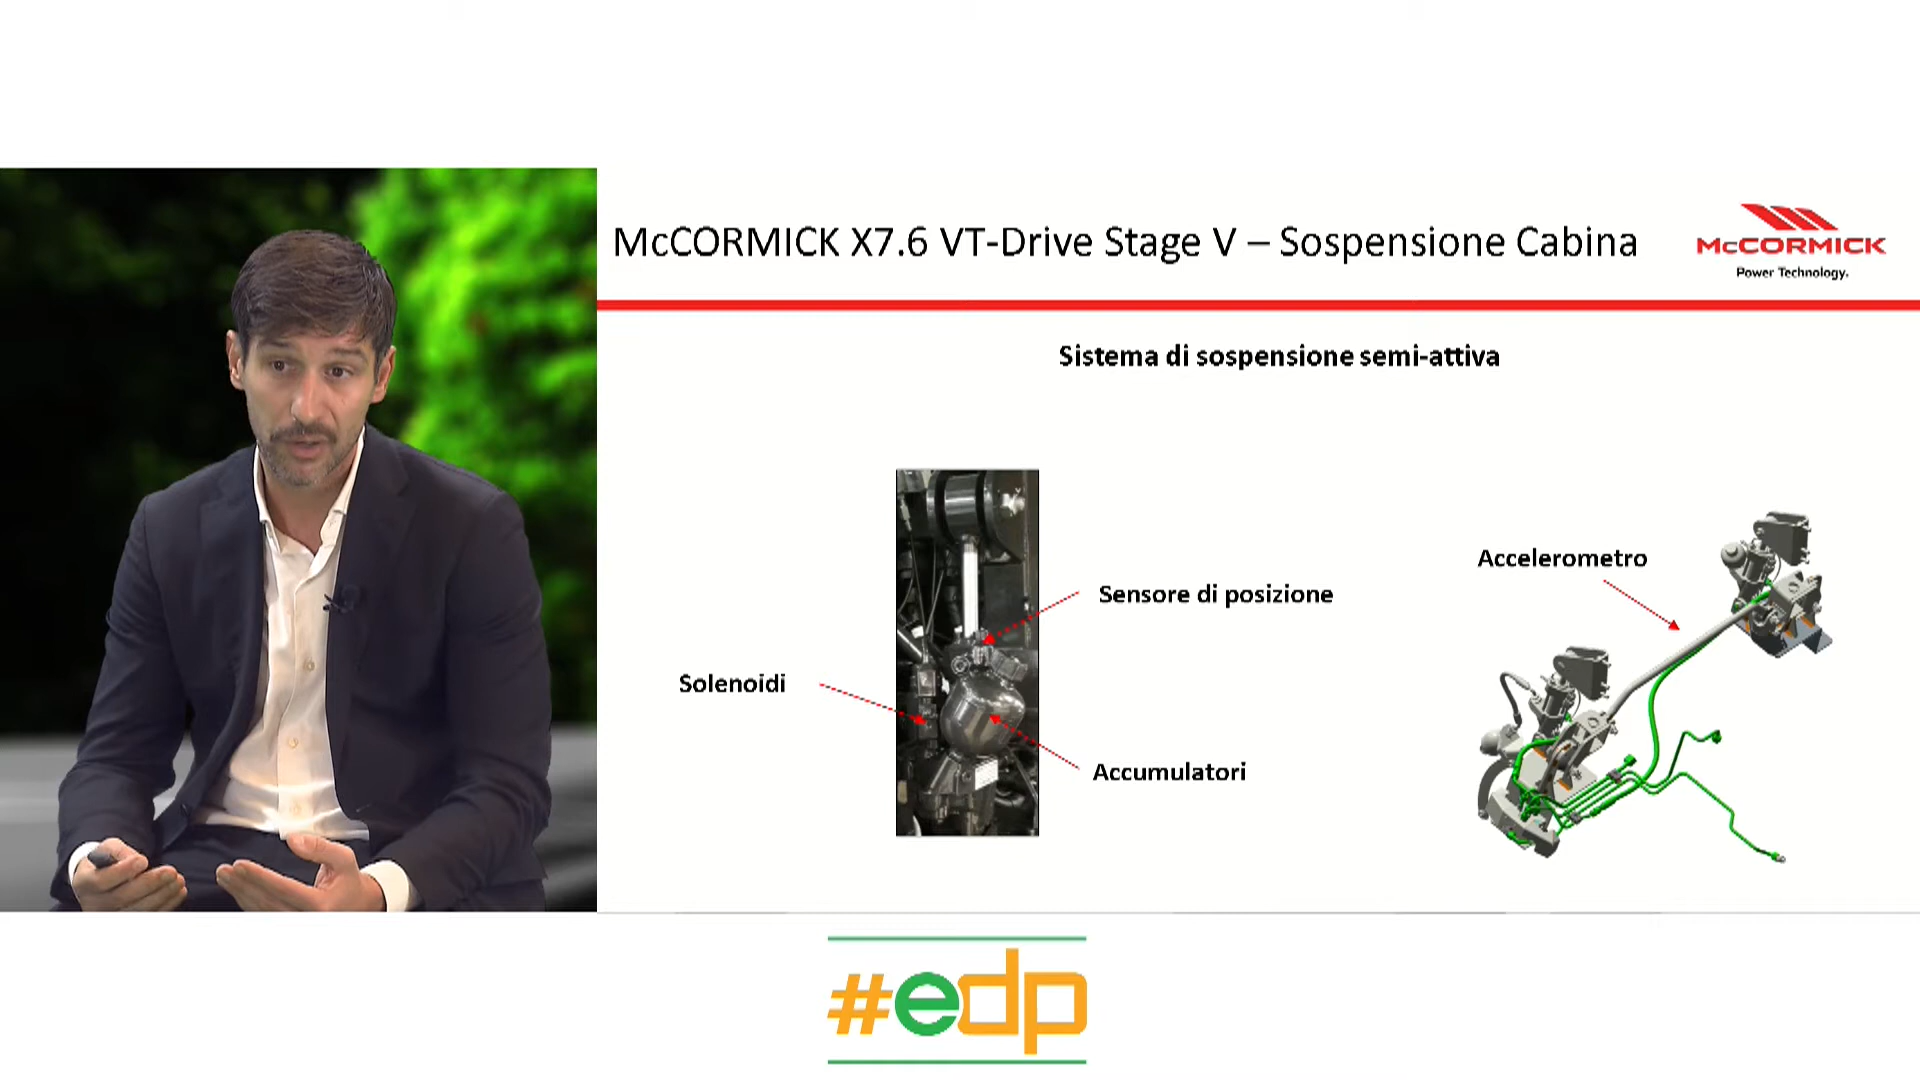 McCORMICK X7.6 VT-Drive Stage V – Sospensione Cabina
McCORMICK
Power Technology.
Sistema di sospensione semi-attiva
Accelerometro
Sensore di posizione
Solenoidi
Accumulatori
#edp